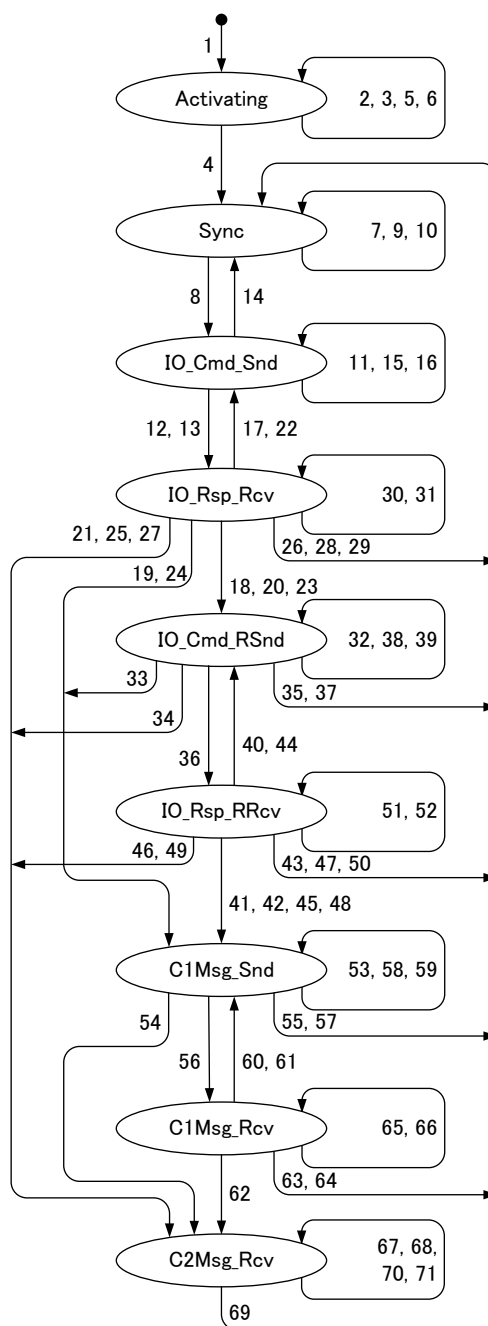 1
Activating
2, 3, 5, 6
4
Sync
7, 9, 10
8
14
IO_Cmd_Snd
11, 15, 16
12, 13
17, 22
IO_Rsp_Rcv
30, 31
21, 25, 27
26, 28, 29
19, 24
18, 20, 23
IO_Cmd_RSnd
32, 38, 39
33
35, 37
34
36
40, 44
IO_Rsp_RRcv
51, 52
46, 49
43, 47, 50
41, 42, 45, 48
C1Msg_Snd
53, 58, 59
54
55, 57
56
60, 61
C1Msg_Rcv
65, 66
62
63, 64
C2Msg_Rcv
67, 68,
70, 71
69